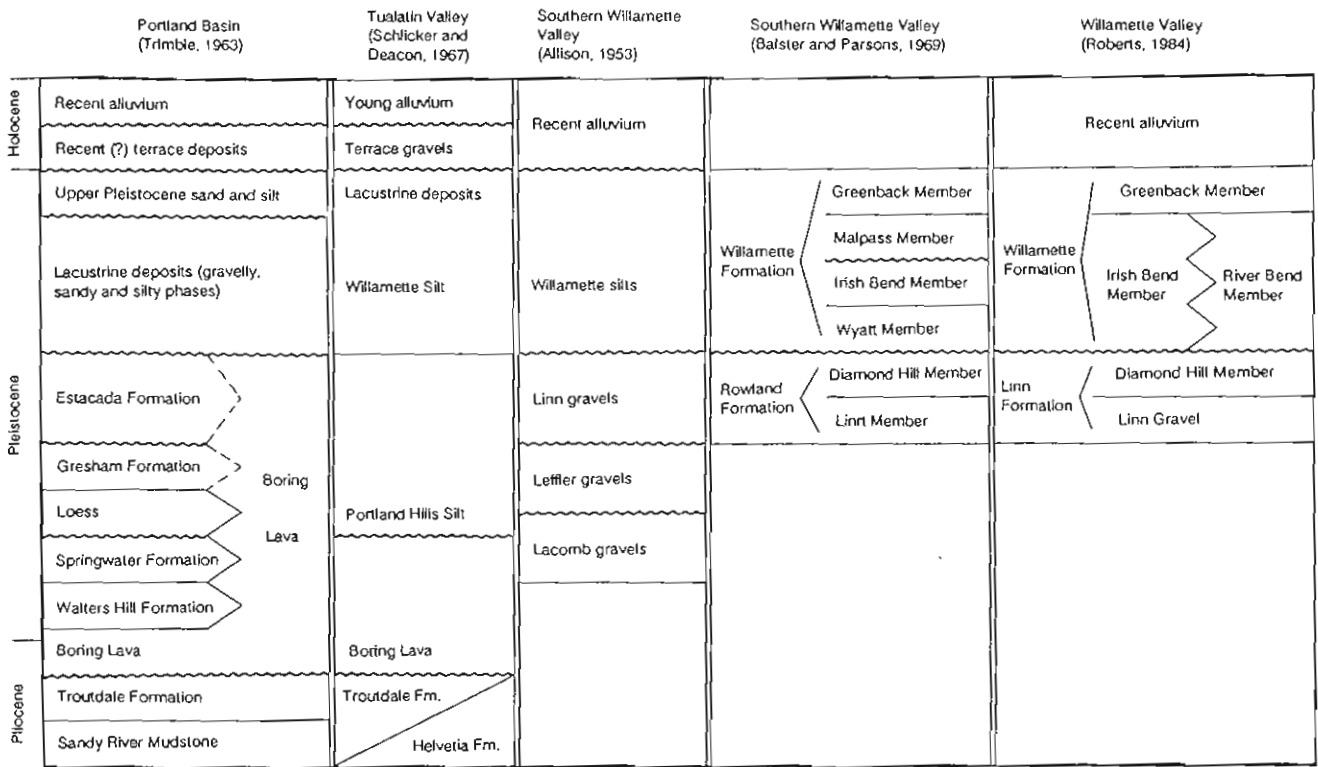 Portland Basin
(Trimble, 1963)
Tualatin Valley
(Schlicker and
Deacon, 1967)
Southern Willamette
Valley
(Allison, 1953)
Southern Willamette Valley
(Balster and Parsons, 1969)
Willamette Valley
(Roberts, 1984)
Holocene
Pleistocene
Pliocene
Recent alluvium
Recent (?) terrace deposits
Upper Pleistocene sand and silt
Lacustrine deposits (gravelly,
sandy and silty phases)
Estacada Formation
Gresham Formation
Loess
Springwater Formation
Walters Hill Formation
Boring
Lava
Boring Lava
Troutdale Formation
Sandy River Mudstone
Young alluvium
Terrace gravels
Lacustrine deposits
Willamette Silt
Portland Hills Silt
Boring Lava
Troutdale Fm.
Helvetia Fm.
Recent alluvium
Willamette silts
Linn gravels
Leffler gravels
Lacomb gravels
Willamette
Formation
Greenback Member
Malpass Member
Irish Bend Member
Wyatt Member
Rowland
Formation
Diamond Hill Member
Linn Member
Recent alluvium
Willamette
Formation
Greenback Member
Irish Bend
Member
River Bend
Member
Linn
Formation
Diamond Hill Member
Linn Gravel